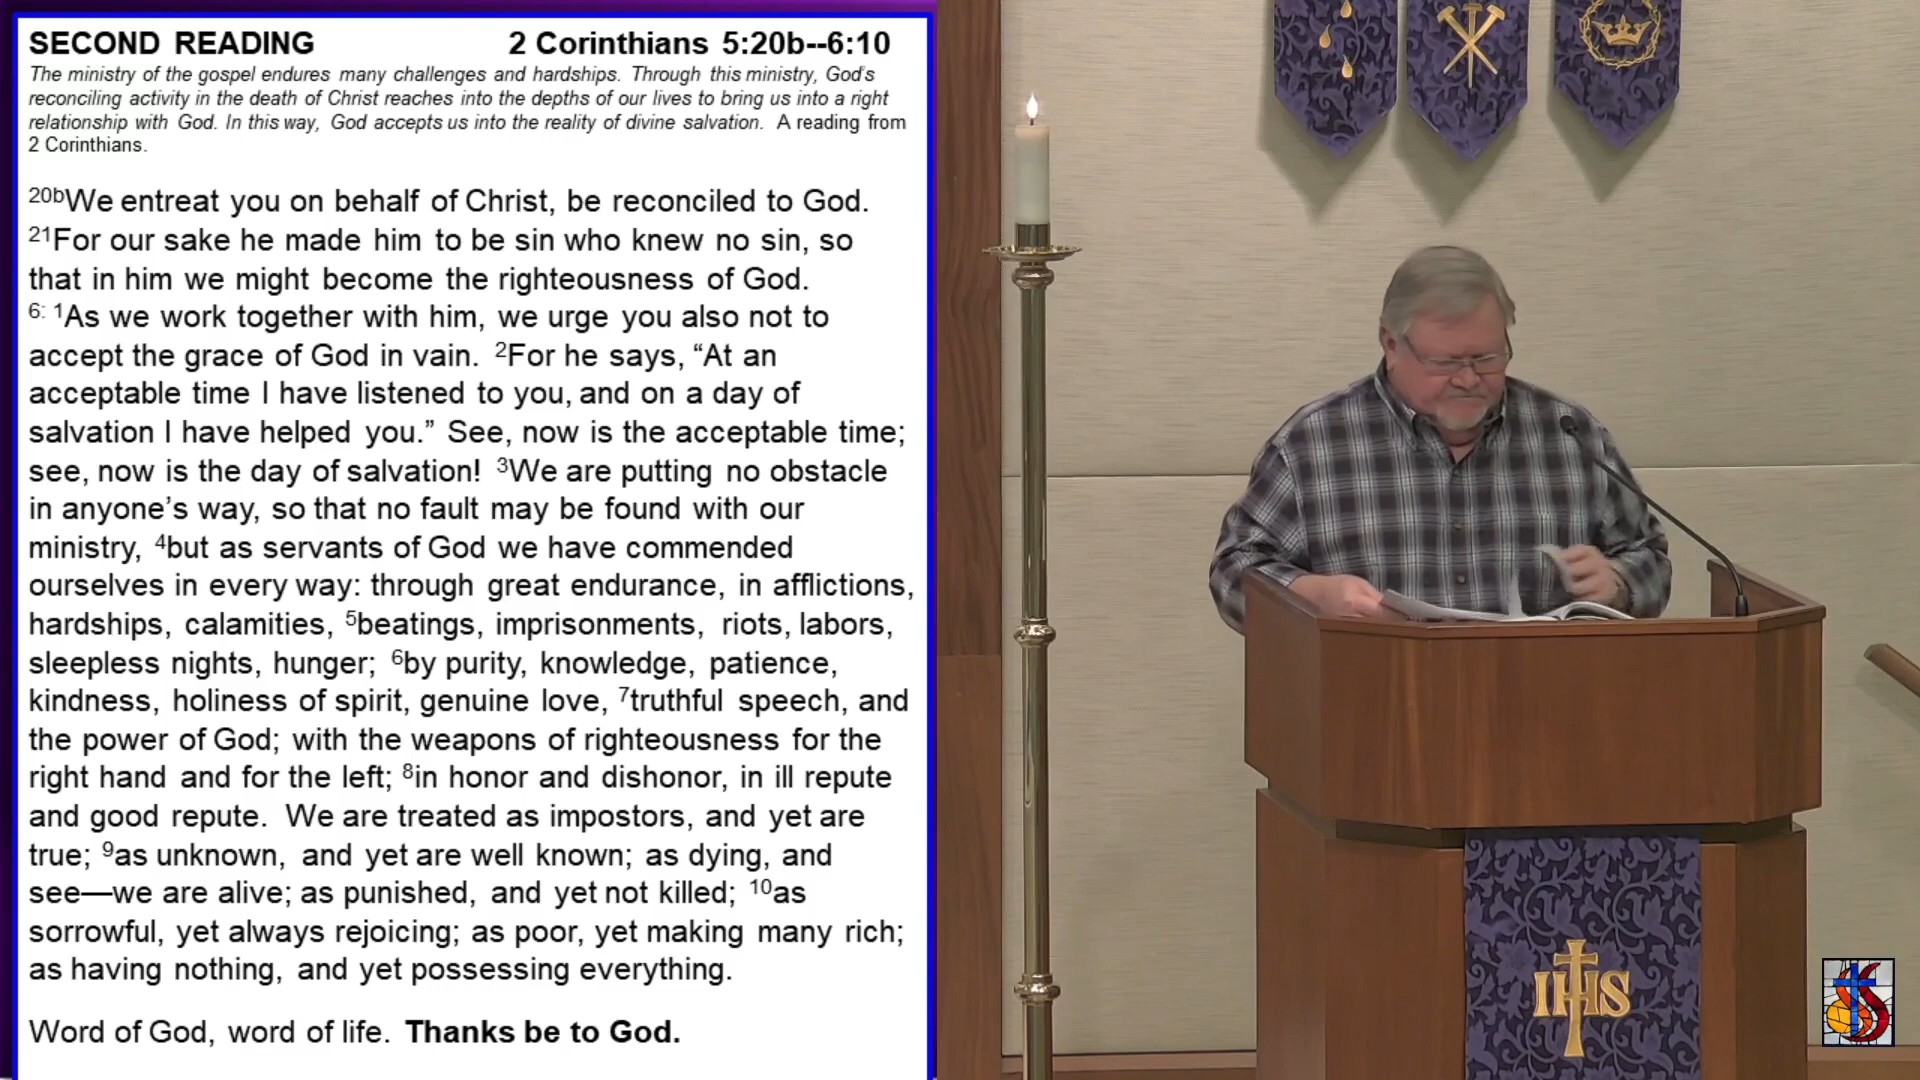 SECOND READING 2 Corinthians 5:20b--6:10
The ministry of the gospel endures many challenges and hardships. Through this ministry, God's
reconciling activity in the death of Christ reaches into the depths of our lives to bring us into a right
relationship with God. In this way, God accepts us into the reality of divine salvation. A reading from
2 Corinthians.
20bWe entreat you on behalf of Christ, be reconciled to God.
21For our sake he made him to be sin who knew no sin, so
that in him we might become the righteousness of God.
6: 1As we work together with him, we urge you also not to
accept the grace of God in vain. 2For he says, “At an
acceptable time I have listened to you, and on a day of
salvation I have helped you.” See, now is the acceptable time;
see, now is the day of salvation! 3We are putting no obstacle
in anyone’s way, so that no fault may be found with our
ministry, 4but as servants of God we have commended
ourselves in every way: through great endurance, in afflictions,
hardships, calamities, 5beatings, imprisonments, riots, labors,
sleepless nights, hunger; 6by purity, knowledge, patience,
kindness, holiness of spirit, genuine love, 7truthful speech, and
the power of God; with the weapons of righteousness for the
right hand and for the left; 8in honor and dishonor, in ill repute
and good repute. We are treated as impostors, and yet are
true; 9as unknown, and yet are well known; as dying, and
see—we are alive; as punished, and yet not killed; 10as
sorrowful, yet always rejoicing; as poor, yet making many rich;
as having nothing, and yet possessing everything.
Word of God, word of life. Thanks be to God.
IHS